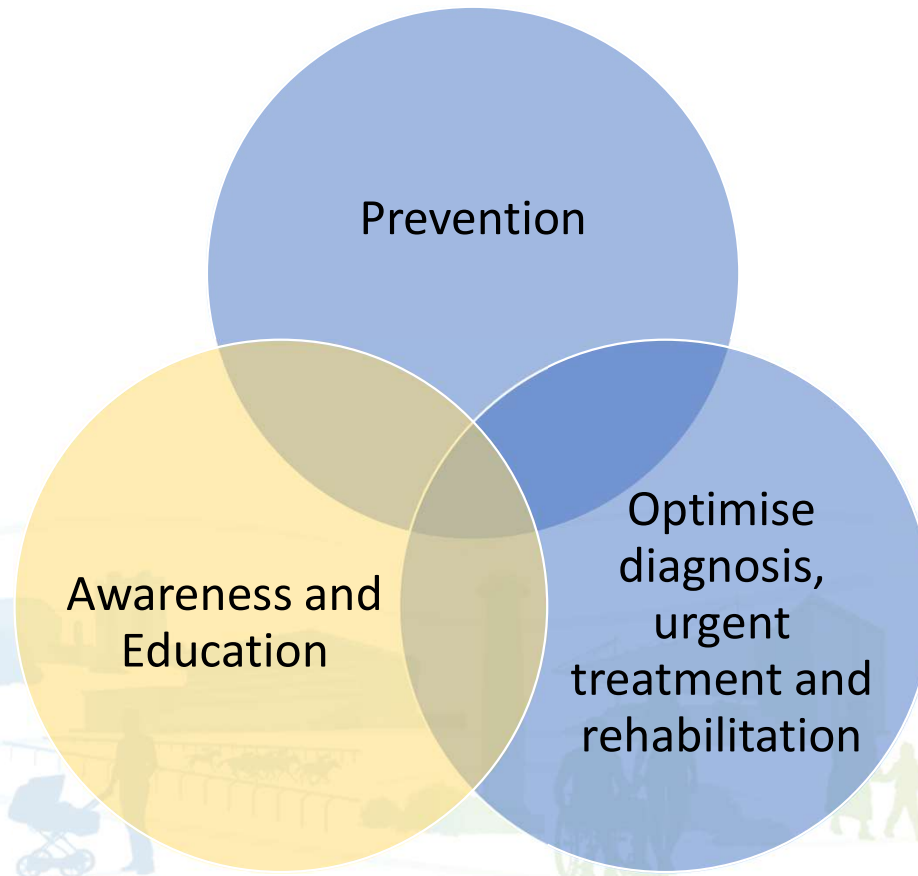 Prevention
Awareness and
Education
Optimise
diagnosis,
urgent
treatment and
rehabilitation